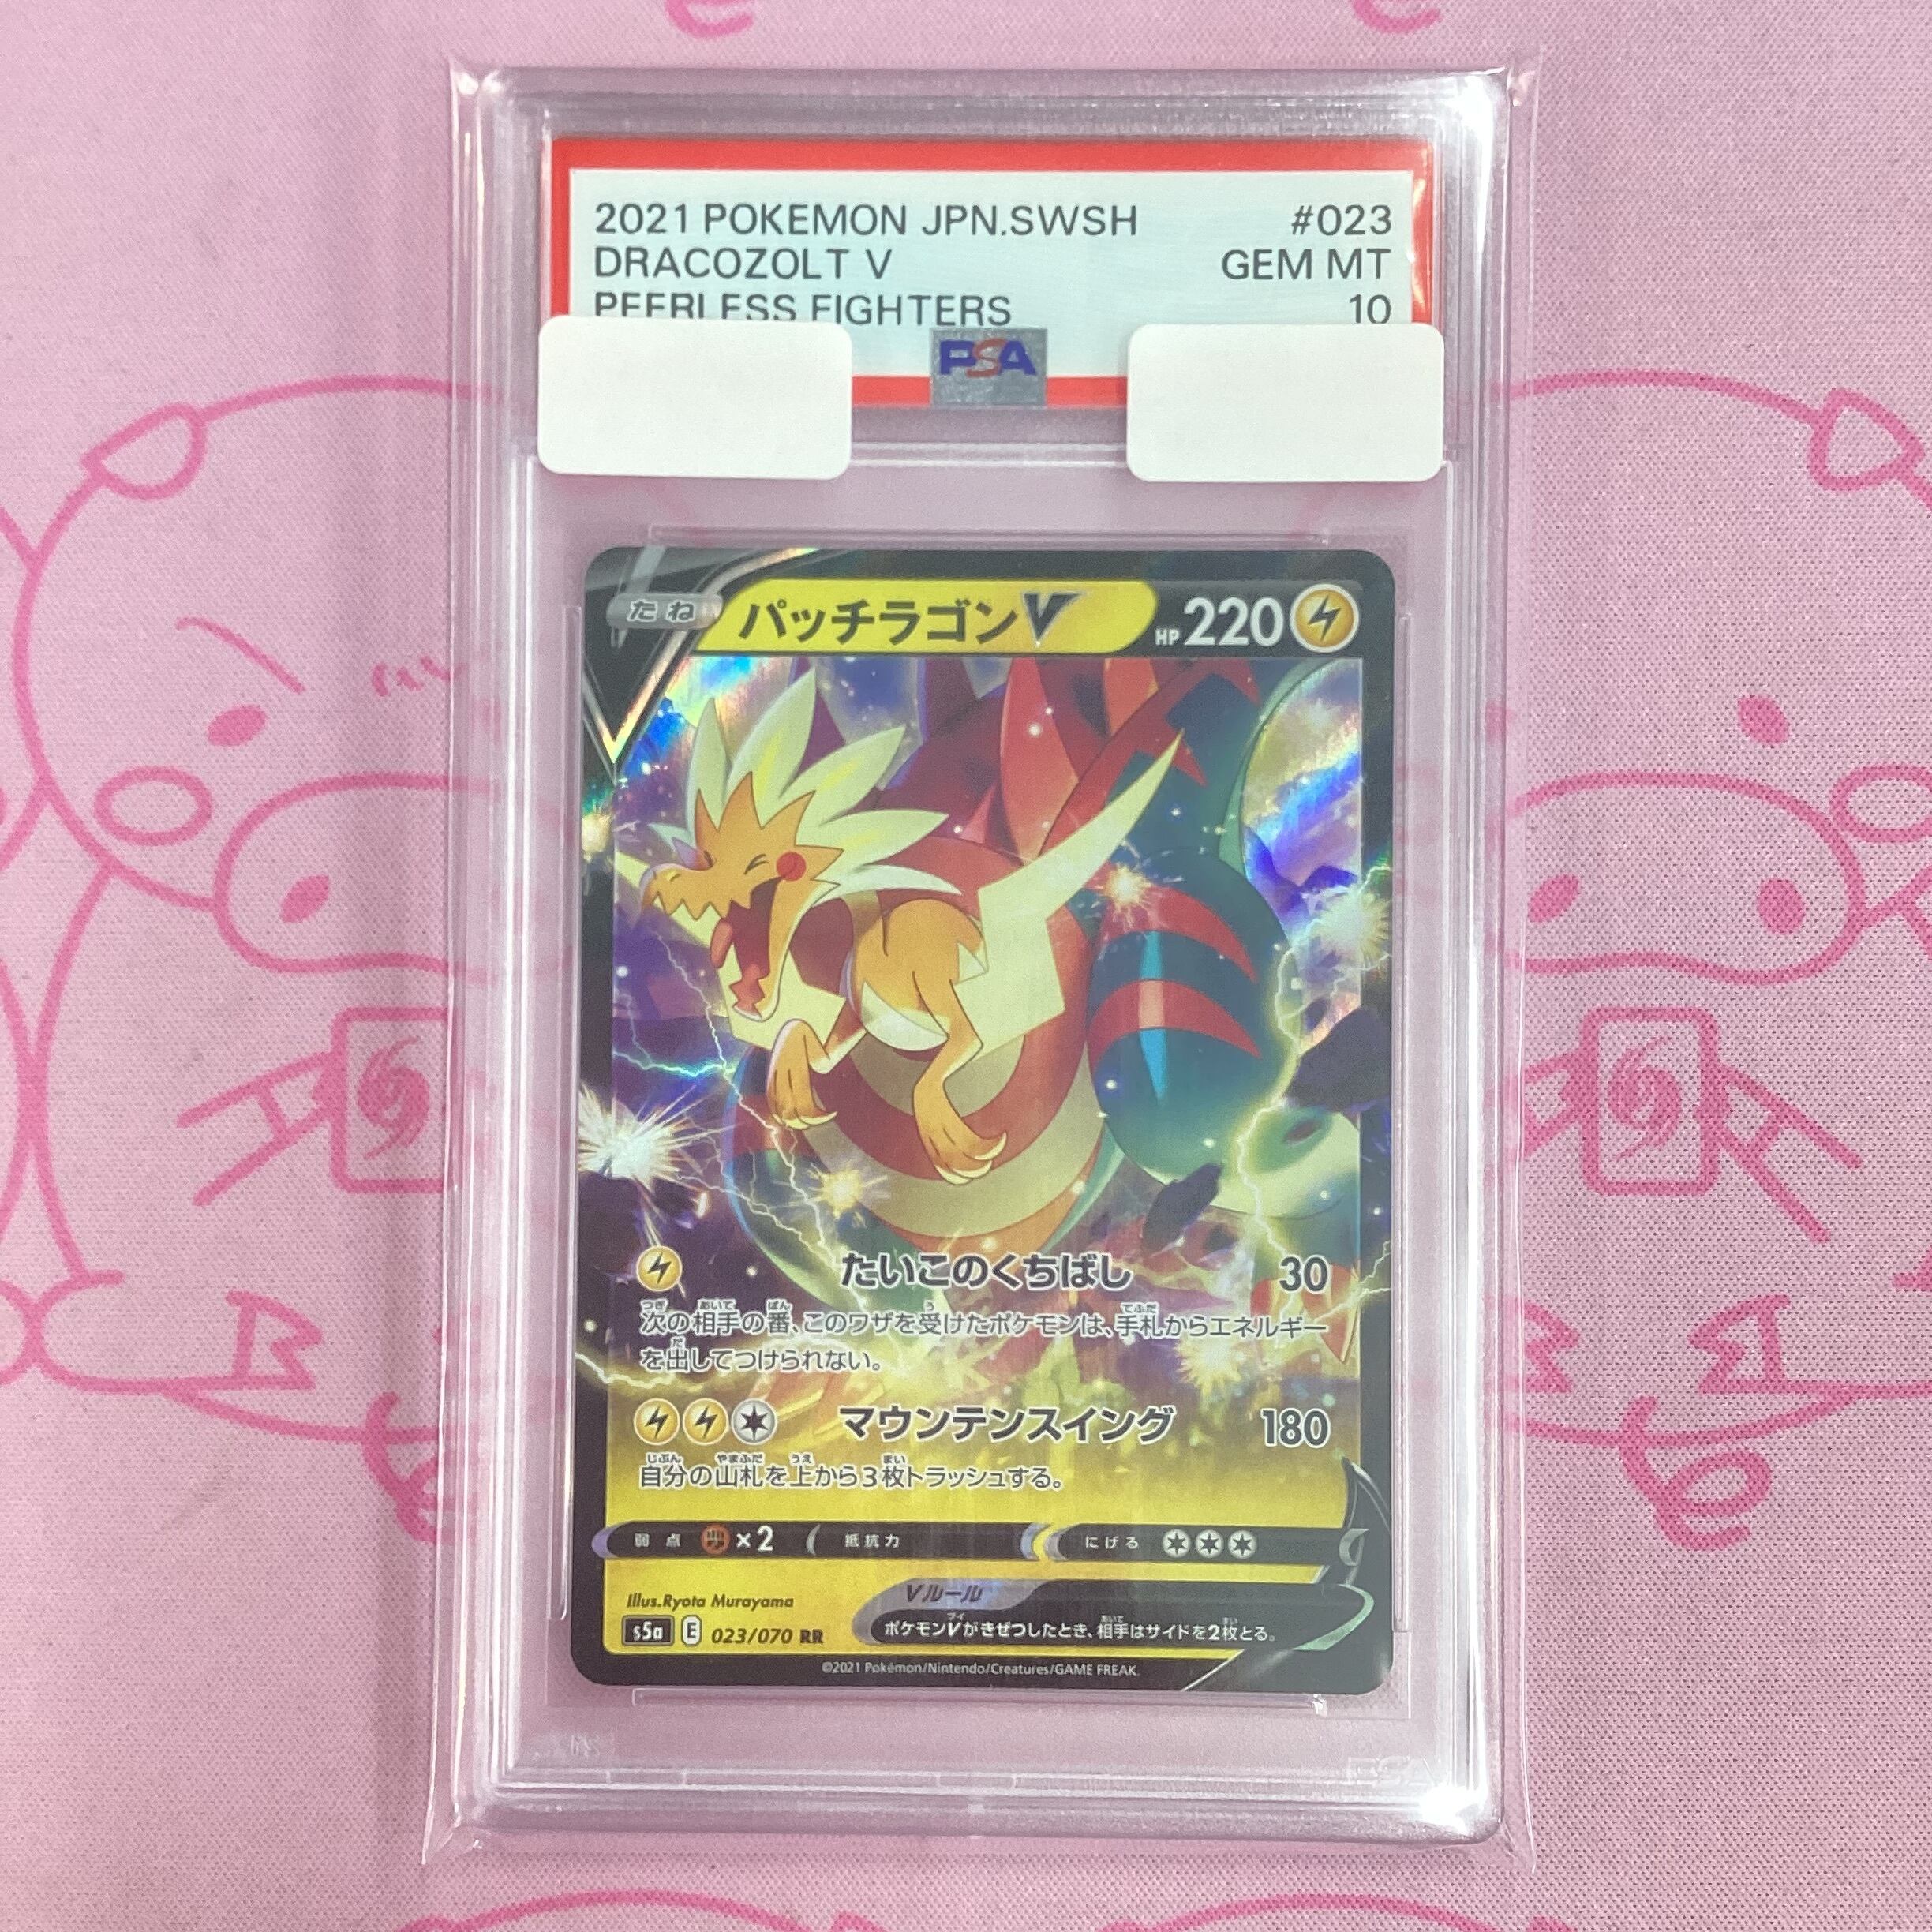 2021 POKEMON JPN.SWSH #023
DRACOZOLT V GEM MT
PEERLESS FIGHTERS 10
PSA
たね パッチラゴンV HP 220
たいこのくちばし 30
次の相手の番、このワザを受けたポケモンは、手札からエネルギー
を出してつけられない。
マウンテンスイング 180
自分の山札を上から3枚トラッシュする。
弱点 ×2 抵抗力 にげる
Illus.Ryota Murayama
Vルール
s5a E 023/070 RR
ポケモンVがきぜつしたとき、相手はサイドを2枚とる。
©2021 Pokémon/Nintendo/Creatures/GAME FREAK.